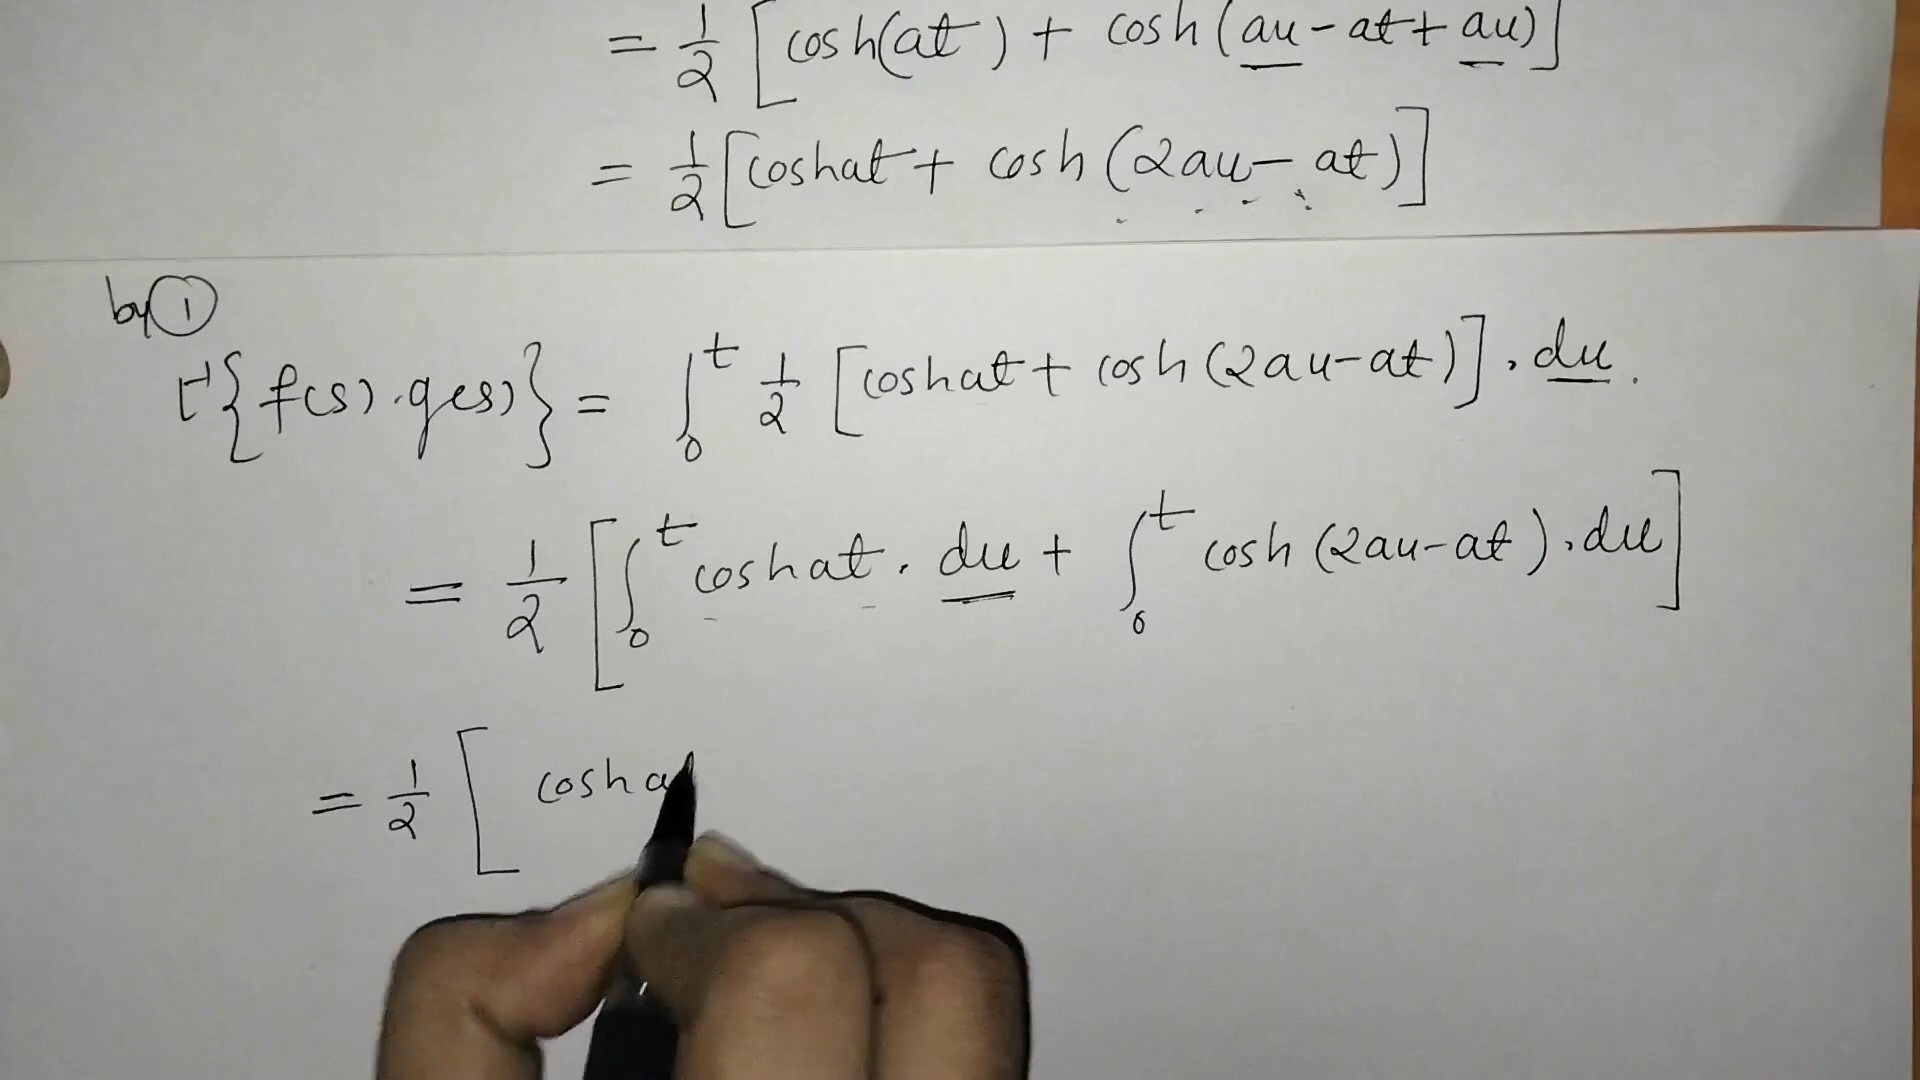 = 1/2 [cosh(at) + cosh(au-at+au)]
= 1/2 [coshat + cosh(2au-at)]
by ①
L⁻¹{f(s).g(s)} = ∫₀ᵗ 1/2 [coshat + cosh(2au-at)].du.
= 1/2 [∫₀ᵗ coshat.du + ∫₀ᵗ cosh(2au-at).du]
= 1/2 [cosh a